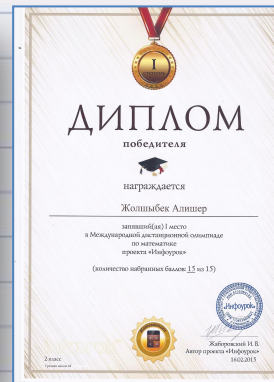 I
ДИПЛОМ
победителя
награждается
Жолшыбек Алишер
занявший(ая) I место
в Международной дистанционной олимпиаде
по математике
проекта «Инфоурок»
(количество набранных баллов: 15 из 15)
«Инфоурок»
Жаборовский И. В.
2 класс
Автор проекта «Инфоурок»
16.02.2015